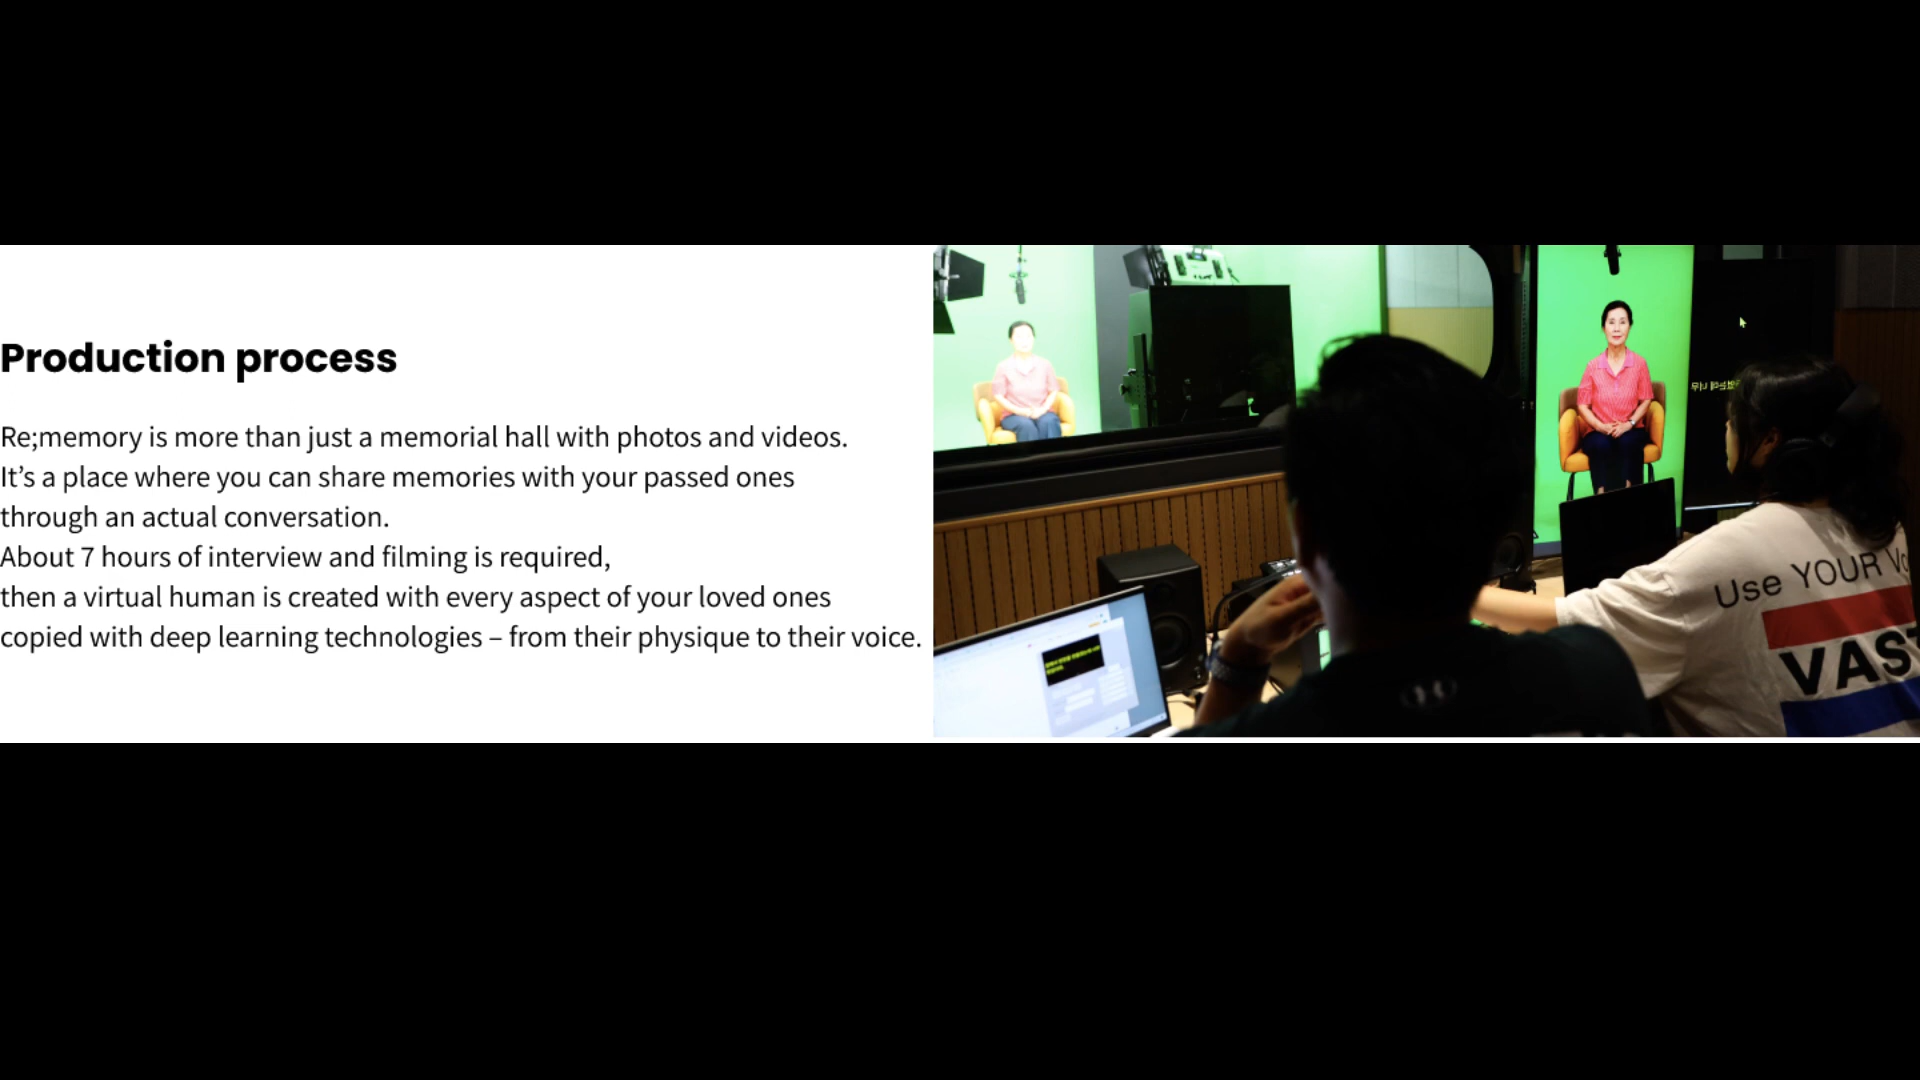 Production process
Re;memory is more than just a memorial hall with photos and videos.
It’s a place where you can share memories with your passed ones
through an actual conversation.
About 7 hours of interview and filming is required,
then a virtual human is created with every aspect of your loved ones
copied with deep learning technologies – from their physique to their voice.
Use YOUR
VAST